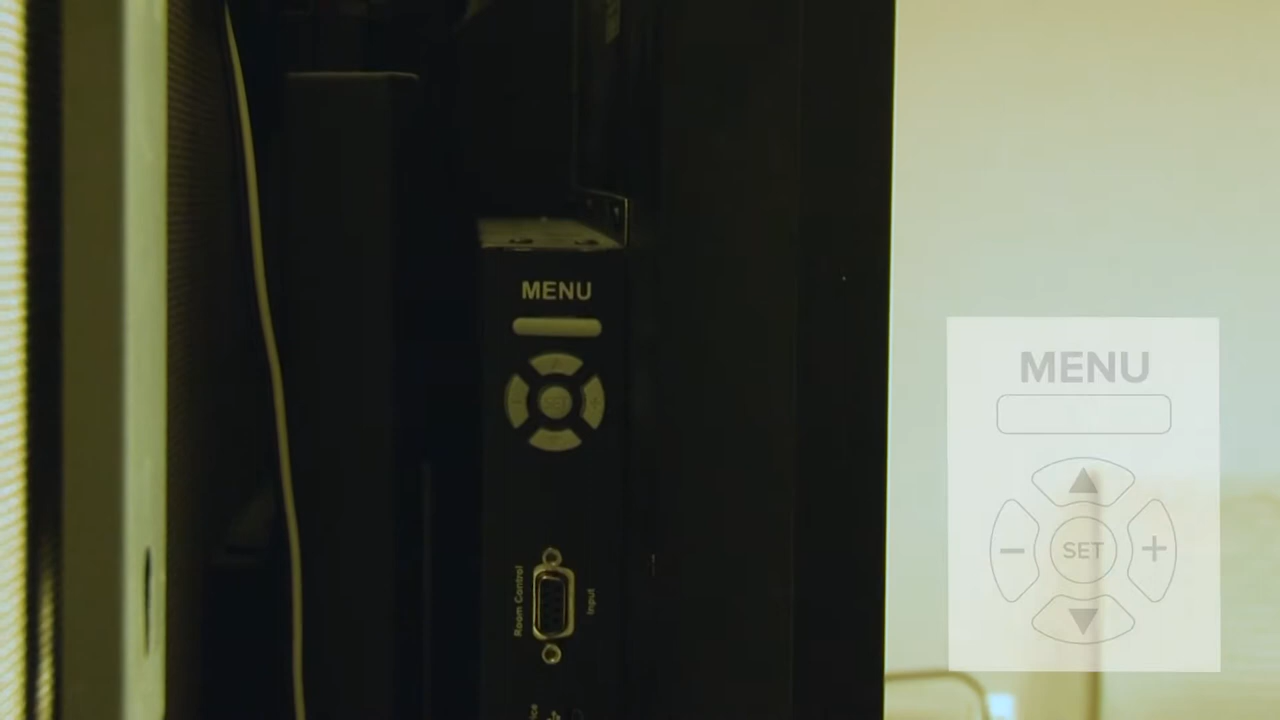 MENU
Room Control
Input
MENU
− SET +